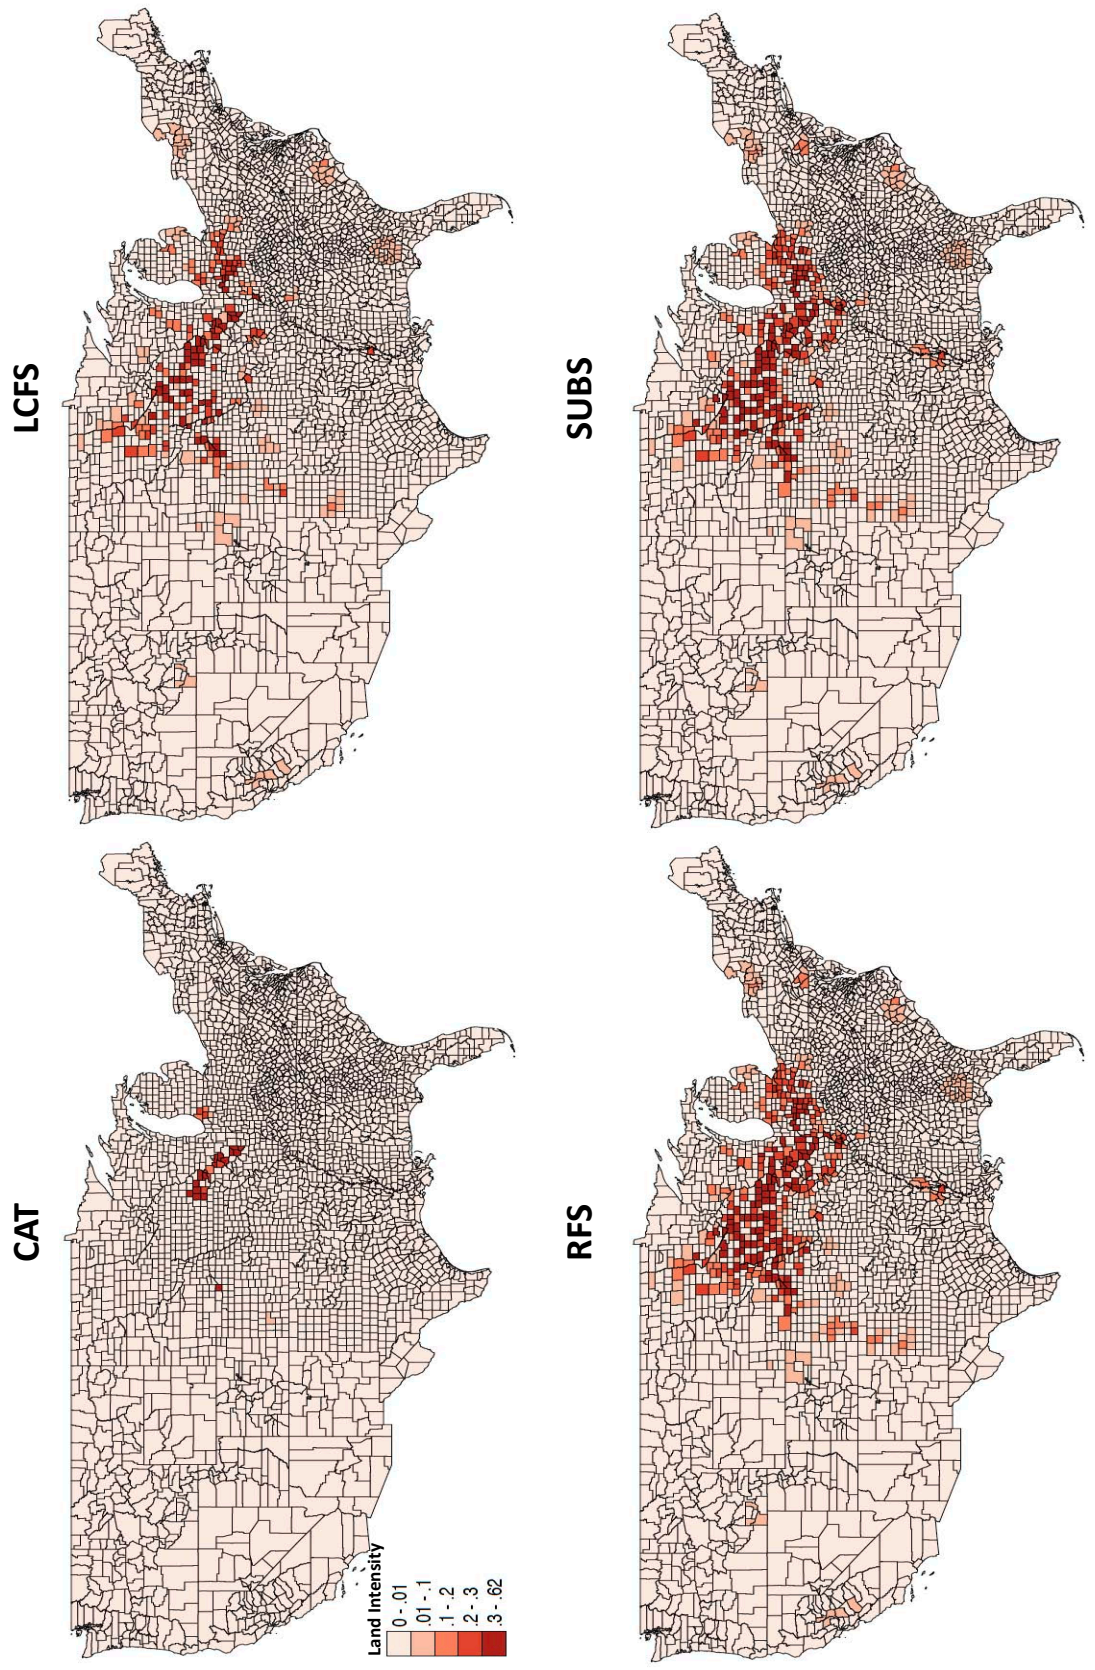 CAT
LCFS
Land Intensity
0 - .01
.01 - .1
.1 - .2
.2 - .3
.3 - .62
RFS
SUBS